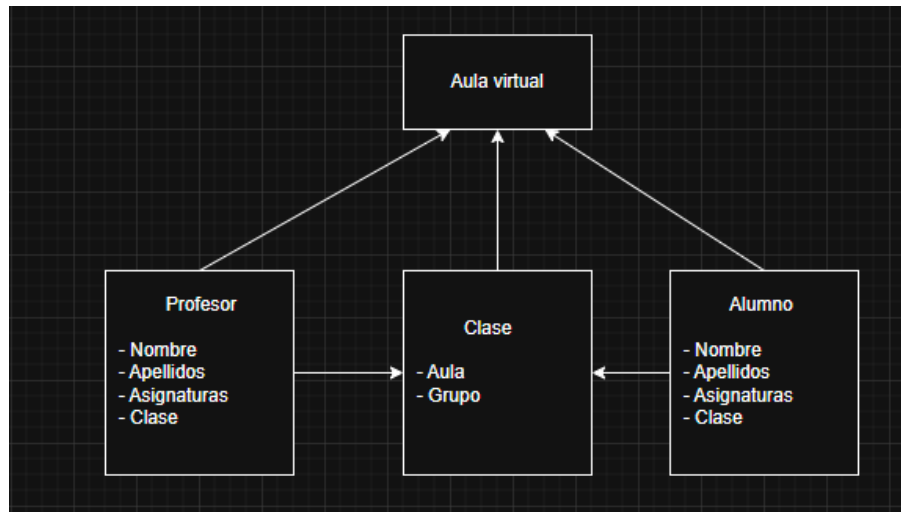 Aula virtual
Profesor
- Nombre
- Apellidos
- Asignaturas
- Clase
Clase
- Aula
- Grupo
Alumno
- Nombre
- Apellidos
- Asignaturas
- Clase